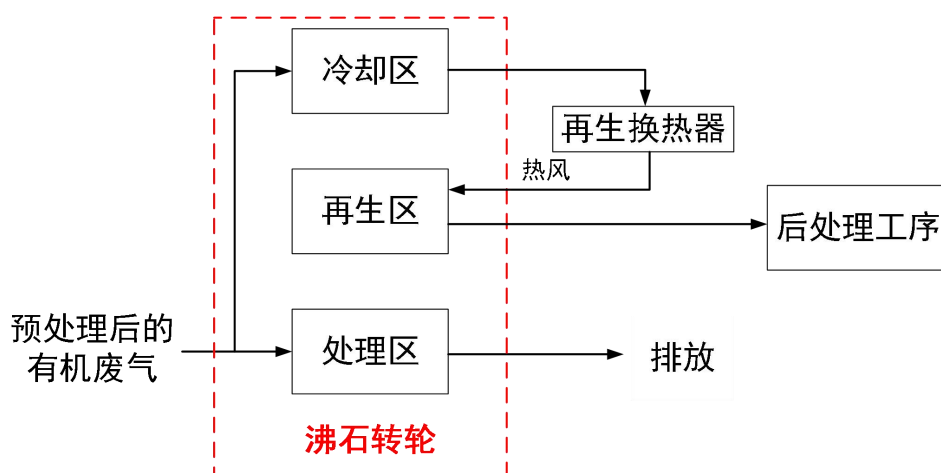 冷却区
再生换热器
热风
再生区
后处理工序
预处理后的
有机废气
处理区
排放
沸石转轮